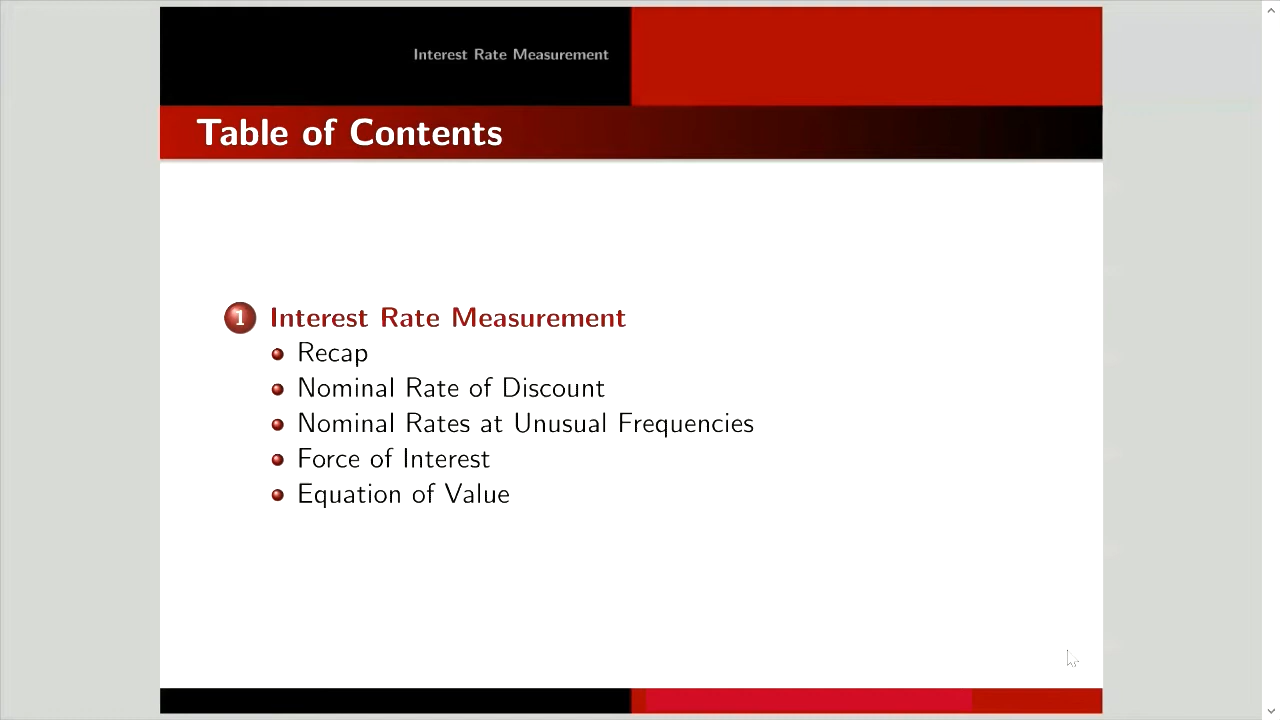 Interest Rate Measurement
Table of Contents
1 Interest Rate Measurement
Recap
Nominal Rate of Discount
Nominal Rates at Unusual Frequencies
Force of Interest
Equation of Value